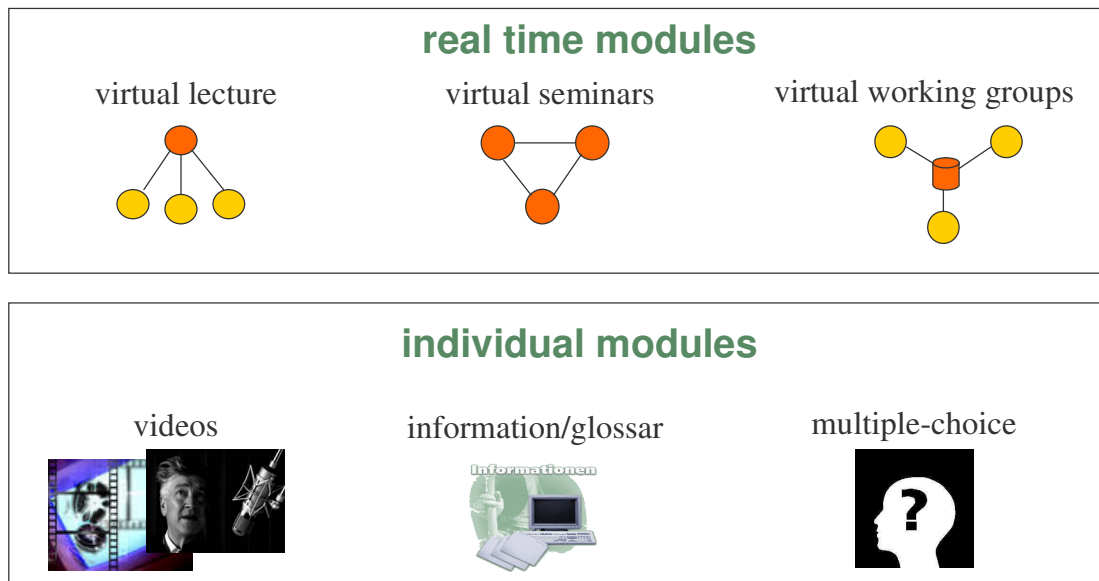 real time modules
virtual lecture
virtual seminars
virtual working groups
individual modules
videos
information/glossar
multiple-choice
Informationen
?